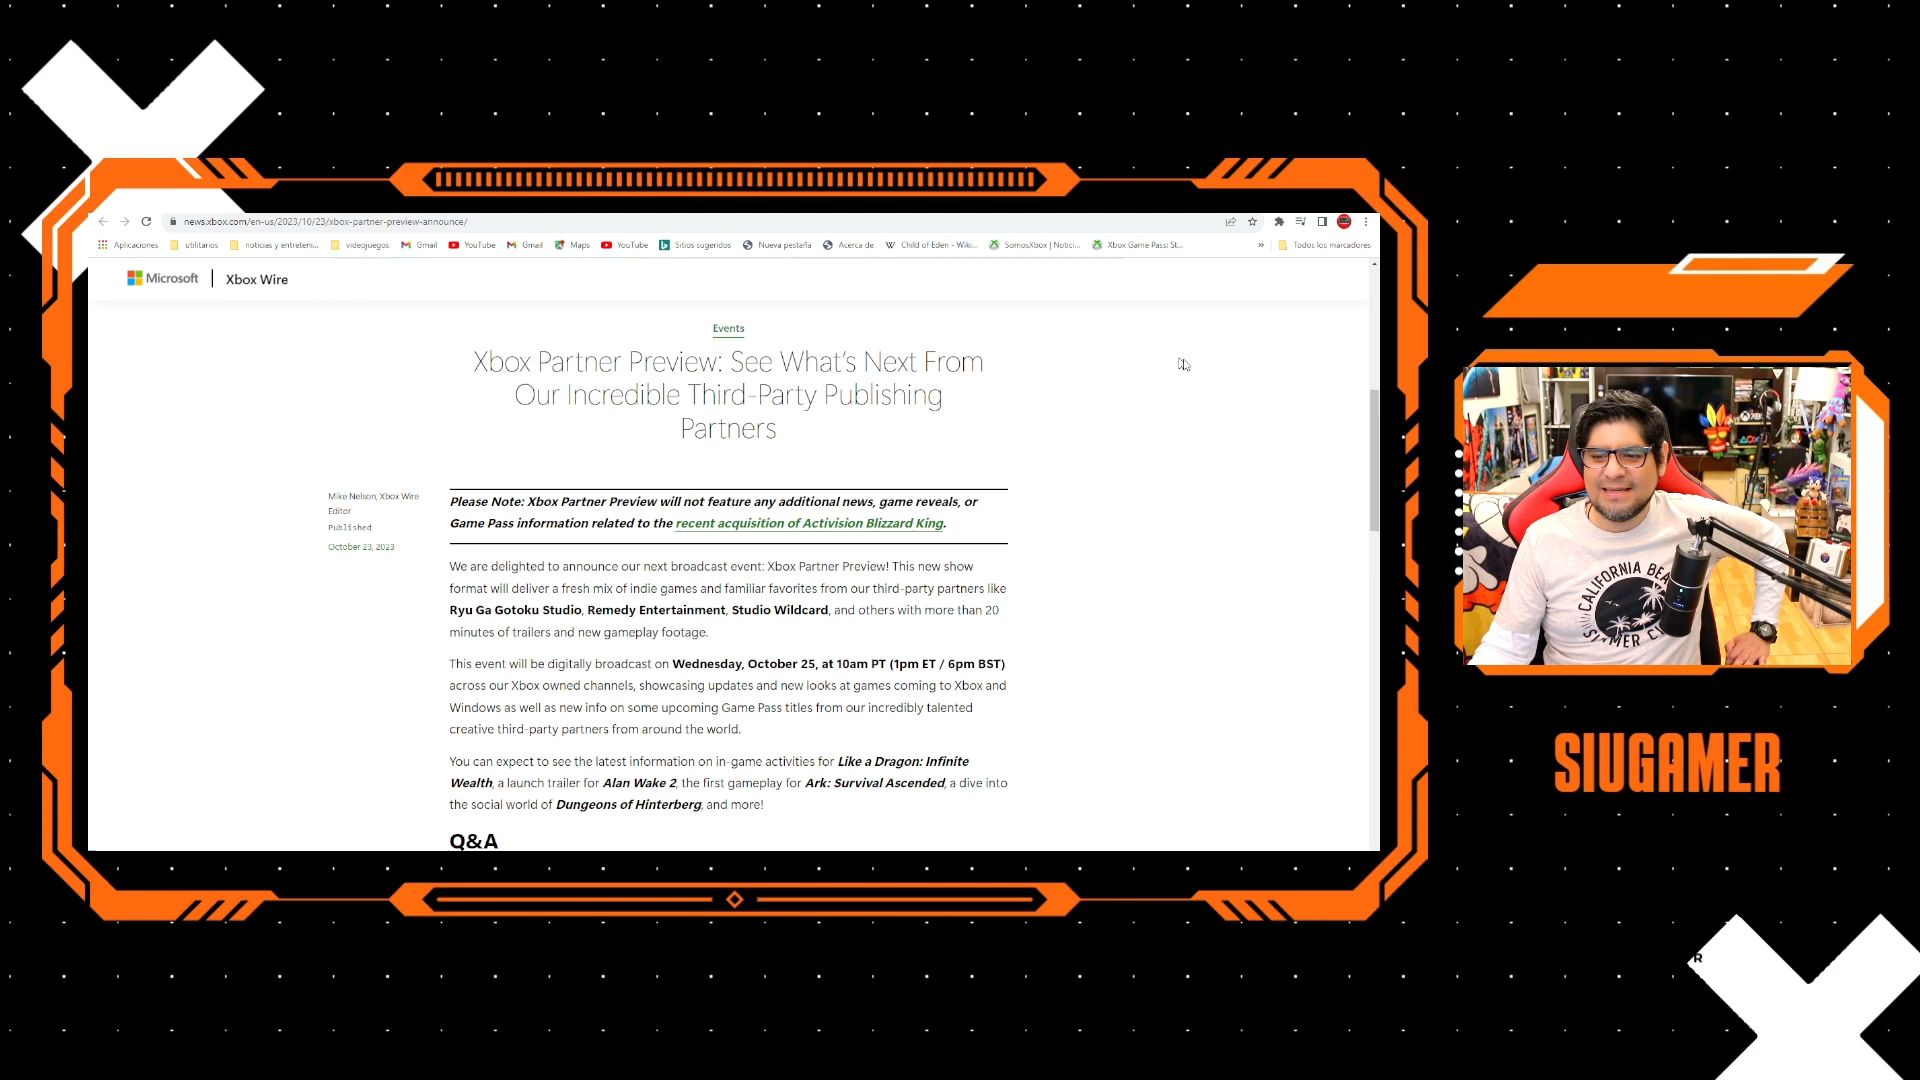 news.xbox.com/en-us/2023/10/23/xbox-partner-preview-announce/
Aplicaciones utilitarios noticias y entreteni... videojuegos Gmail YouTube Gmail Maps YouTube Sitios sugeridos Nueva pestaña Acerca de Child of Eden - Wiki... SomosXbox | Notici... Xbox Game Pass: St... » Todos los marcadores
Microsoft | Xbox Wire
Events
Xbox Partner Preview: See What's Next From
Our Incredible Third-Party Publishing
Partners
Mike Nelson, Xbox Wire
Editor
Published
October 23, 2023
Please Note: Xbox Partner Preview will not feature any additional news, game reveals, or
Game Pass information related to the recent acquisition of Activision Blizzard King.
We are delighted to announce our next broadcast event: Xbox Partner Preview! This new show
format will deliver a fresh mix of indie games and familiar favorites from our third-party partners like
Ryu Ga Gotoku Studio, Remedy Entertainment, Studio Wildcard, and others with more than 20
minutes of trailers and new gameplay footage.
This event will be digitally broadcast on Wednesday, October 25, at 10am PT (1pm ET / 6pm BST)
across our Xbox owned channels, showcasing updates and new looks at games coming to Xbox and
Windows as well as new info on some upcoming Game Pass titles from our incredibly talented
creative third-party partners from around the world.
You can expect to see the latest information on in-game activities for Like a Dragon: Infinite
Wealth, a launch trailer for Alan Wake 2, the first gameplay for Ark: Survival Ascended, a dive into
the social world of Dungeons of Hinterberg, and more!
Q&A
CALIFORNIA
SIUGAMER
R